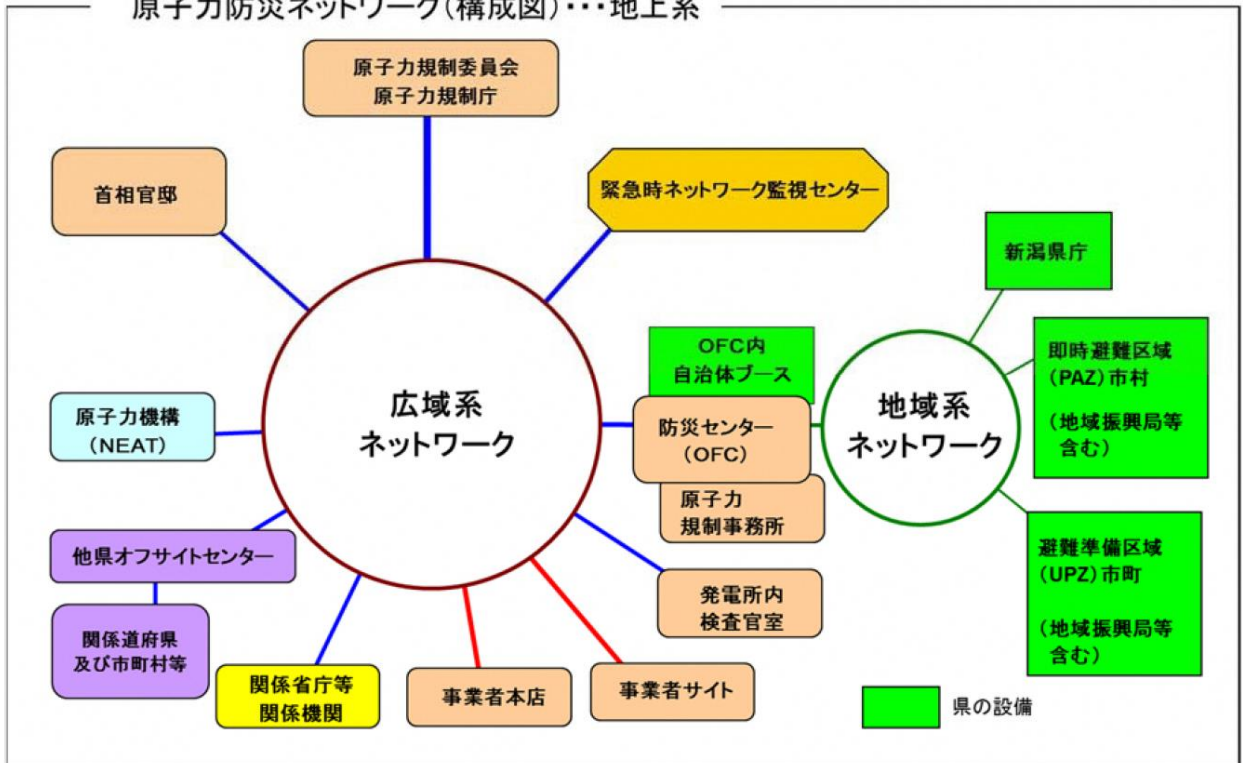 原子力防災ネットワーク(構成図)・・・地上系
原子力規制委員会
原子力規制庁
首相官邸
緊急時ネットワーク監視センター
新潟県庁
OFC内
自治体ブース
即時避難区域
(PAZ)市村
(地域振興局等
含む)
広域系
ネットワーク
地域系
ネットワーク
原子力機構
(NEAT)
防災センター
(OFC)
原子力
規制事務所
他県オフサイトセンター
避難準備区域
(UPZ)市町
(地域振興局等
含む)
発電所内
検査官室
関係道府県
及び市町村等
関係省庁等
関係機関
事業者本店
事業者サイト
県の設備